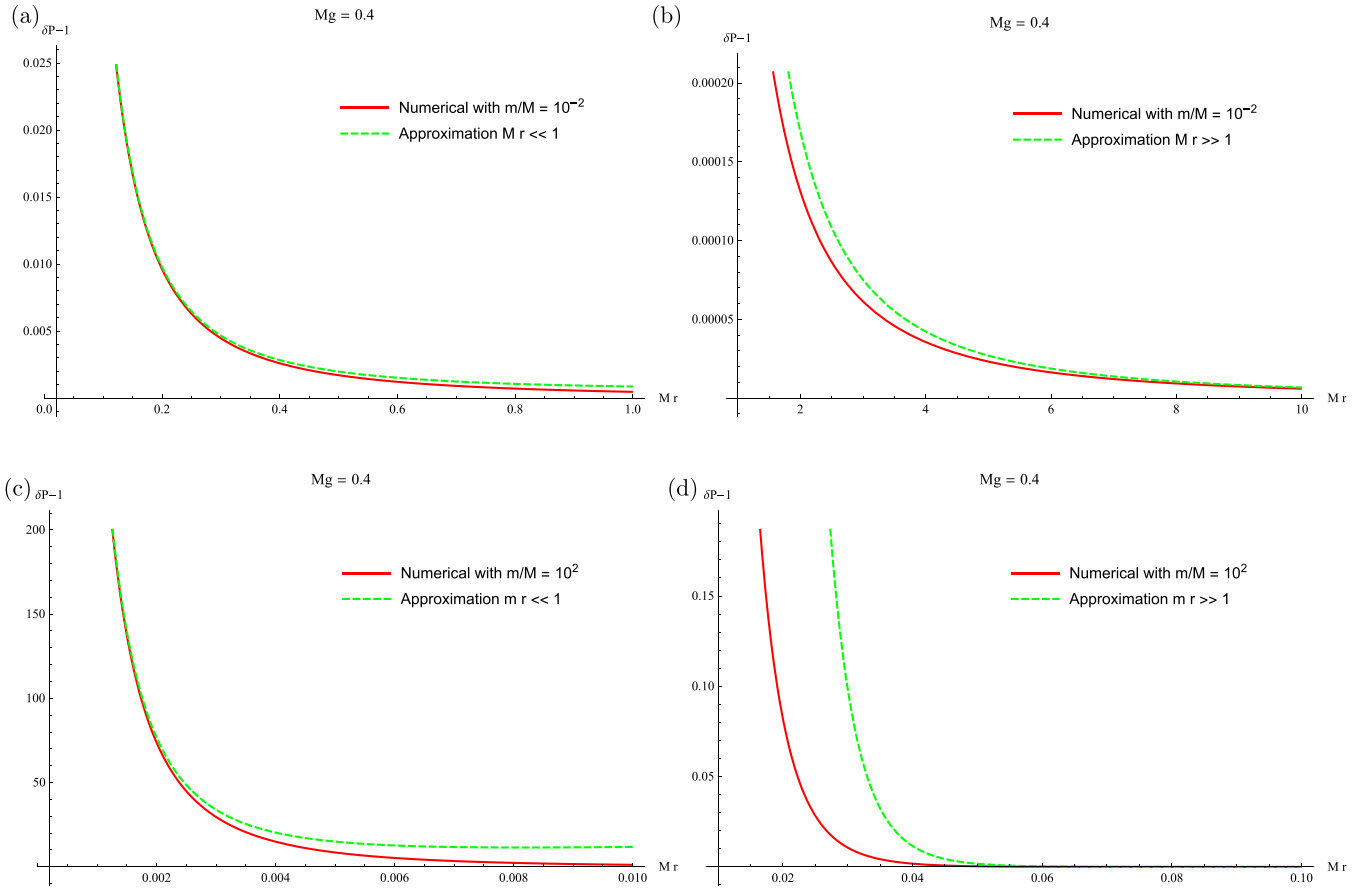 (a)
Mg = 0.4
δP−1
0.025
0.020
0.015
0.010
0.005
0.0
0.2
0.4
0.6
0.8
1.0
M r
Numerical with m/M = 10⁻²
Approximation M r << 1
(b)
Mg = 0.4
δP−1
0.00020
0.00015
0.00010
0.00005
2
4
6
8
10
M r
Numerical with m/M = 10⁻²
Approximation M r >> 1
(c)
Mg = 0.4
δP−1
200
150
100
50
0.002
0.004
0.006
0.008
0.010
M r
Numerical with m/M = 10²
Approximation m r << 1
(d)
Mg = 0.4
δP−1
0.15
0.10
0.05
0.02
0.04
0.06
0.08
0.10
M r
Numerical with m/M = 10²
Approximation m r >> 1